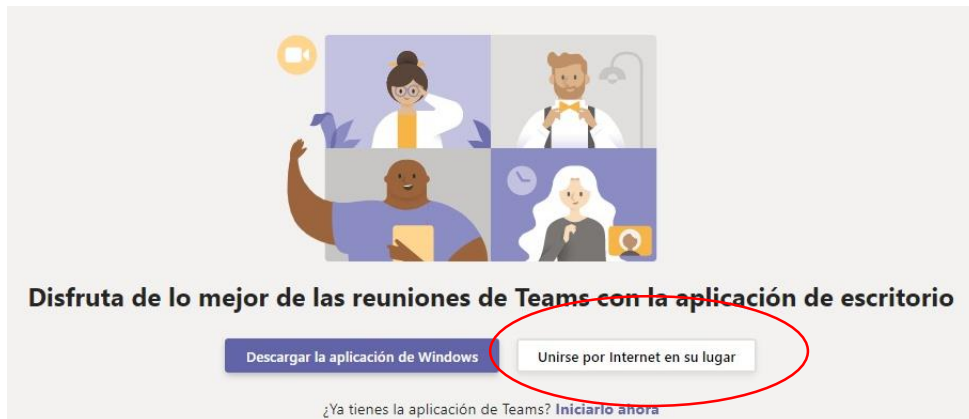 Disfruta de lo mejor de las reuniones de Teams con la aplicación de escritorio
Descargar la aplicación de Windows
Unirse por Internet en su lugar
¿Ya tienes la aplicación de Teams? Iniciarlo ahora